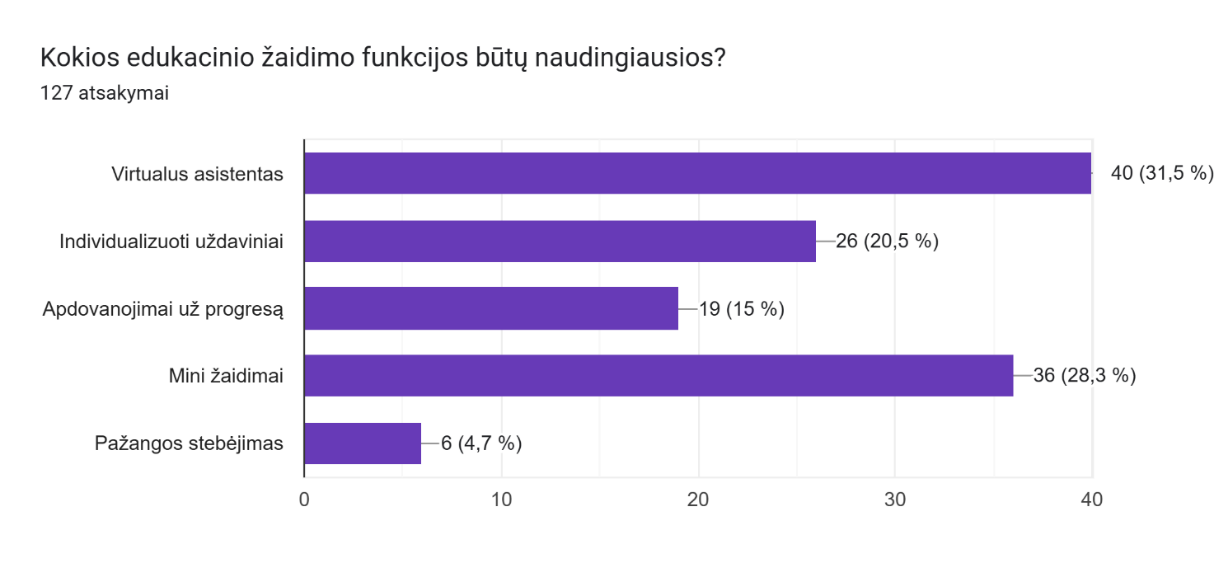 Kokios edukacinio žaidimo funkcijos būtų naudingiausios?
127 atsakymai
Virtualus asistentas
40 (31,5 %)
Individualizuoti uždaviniai
26 (20,5 %)
Apdovanojimai už progresą
19 (15 %)
Mini žaidimai
36 (28,3 %)
Pažangos stebėjimas
6 (4,7 %)
0 10 20 30 40